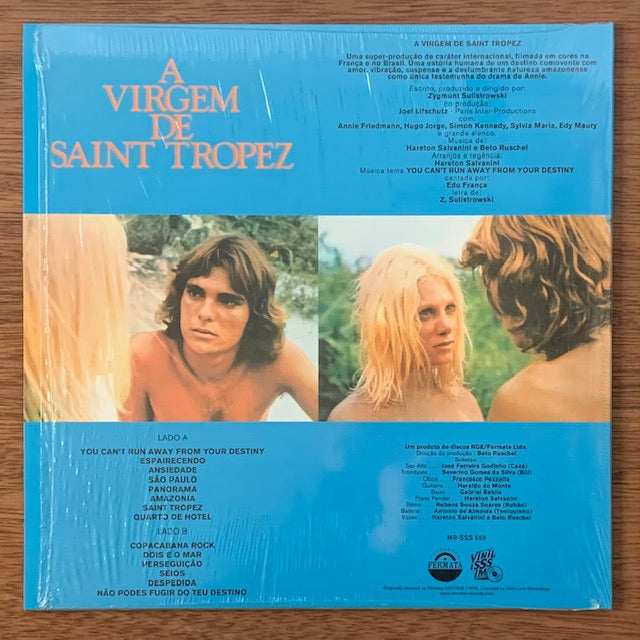 A
VIRGEM
DE
SAINT TROPEZ
A VIRGEM DE SAINT TROPEZ
Uma super-produção de caráter internacional, filmada em cores na
França e no Brasil. Uma estória humana de um destino comovente com
amor, vibração, suspense e a deslumbrante natureza amazonense
como única testemunha do drama de Annie.
Escrito, produzido e dirigido por:
Zygmunt Sulistrowski
co produção:
Joel Lifschutz - Paris Inter-Productions
com:
Annie Friedmann, Hugo Jorge, Simon Kennedy, Sylvia Maria, Edy Maury
e grande elenco.
Música de:
Hareton Salvanini e Beto Ruschel
Arranjos e regência:
Hareton Salvanini
Música tema YOU CAN'T RUN AWAY FROM YOUR DESTINY
cantada por:
Edu França
letra de:
Z. Sulistrowski
LADO A
YOU CAN'T RUN AWAY FROM YOUR DESTINY
ESPAIRECENDO
ANSIEDADE
SÃO PAULO
PANORAMA
AMAZONIA
SAINT TROPEZ
QUARTO DE HOTEL
LADO B
COPACABANA ROCK
DOIS E O MAR
PERSEGUIÇÃO
SEIOS
DESPEDIDA
NÃO PODES FUGIR DO TEU DESTINO
Um produto de discos RGE/Fermata Ltda.
Direção de produção: Beto Ruschel
Solistas:
Sax Alto ... José Ferreira Godinho (Cazé)
Trombone ... Severino Gomes da Silva (Bill)
Oboe ... Francesco Pezzella
Guitarra ... Heraldo do Monte
Baixo ... Gabriel Bahlis
Piano Fender ... Hareton Salvanini
Ritmo ... Rubens Souza Soares (Rubão)
Bateria ... Antonio de Almeida (Toniquinho)
Vozes ... Hareton Salvanini e Beto Ruschel
MR-SSS 559
FERMATA
VINIL
SSS